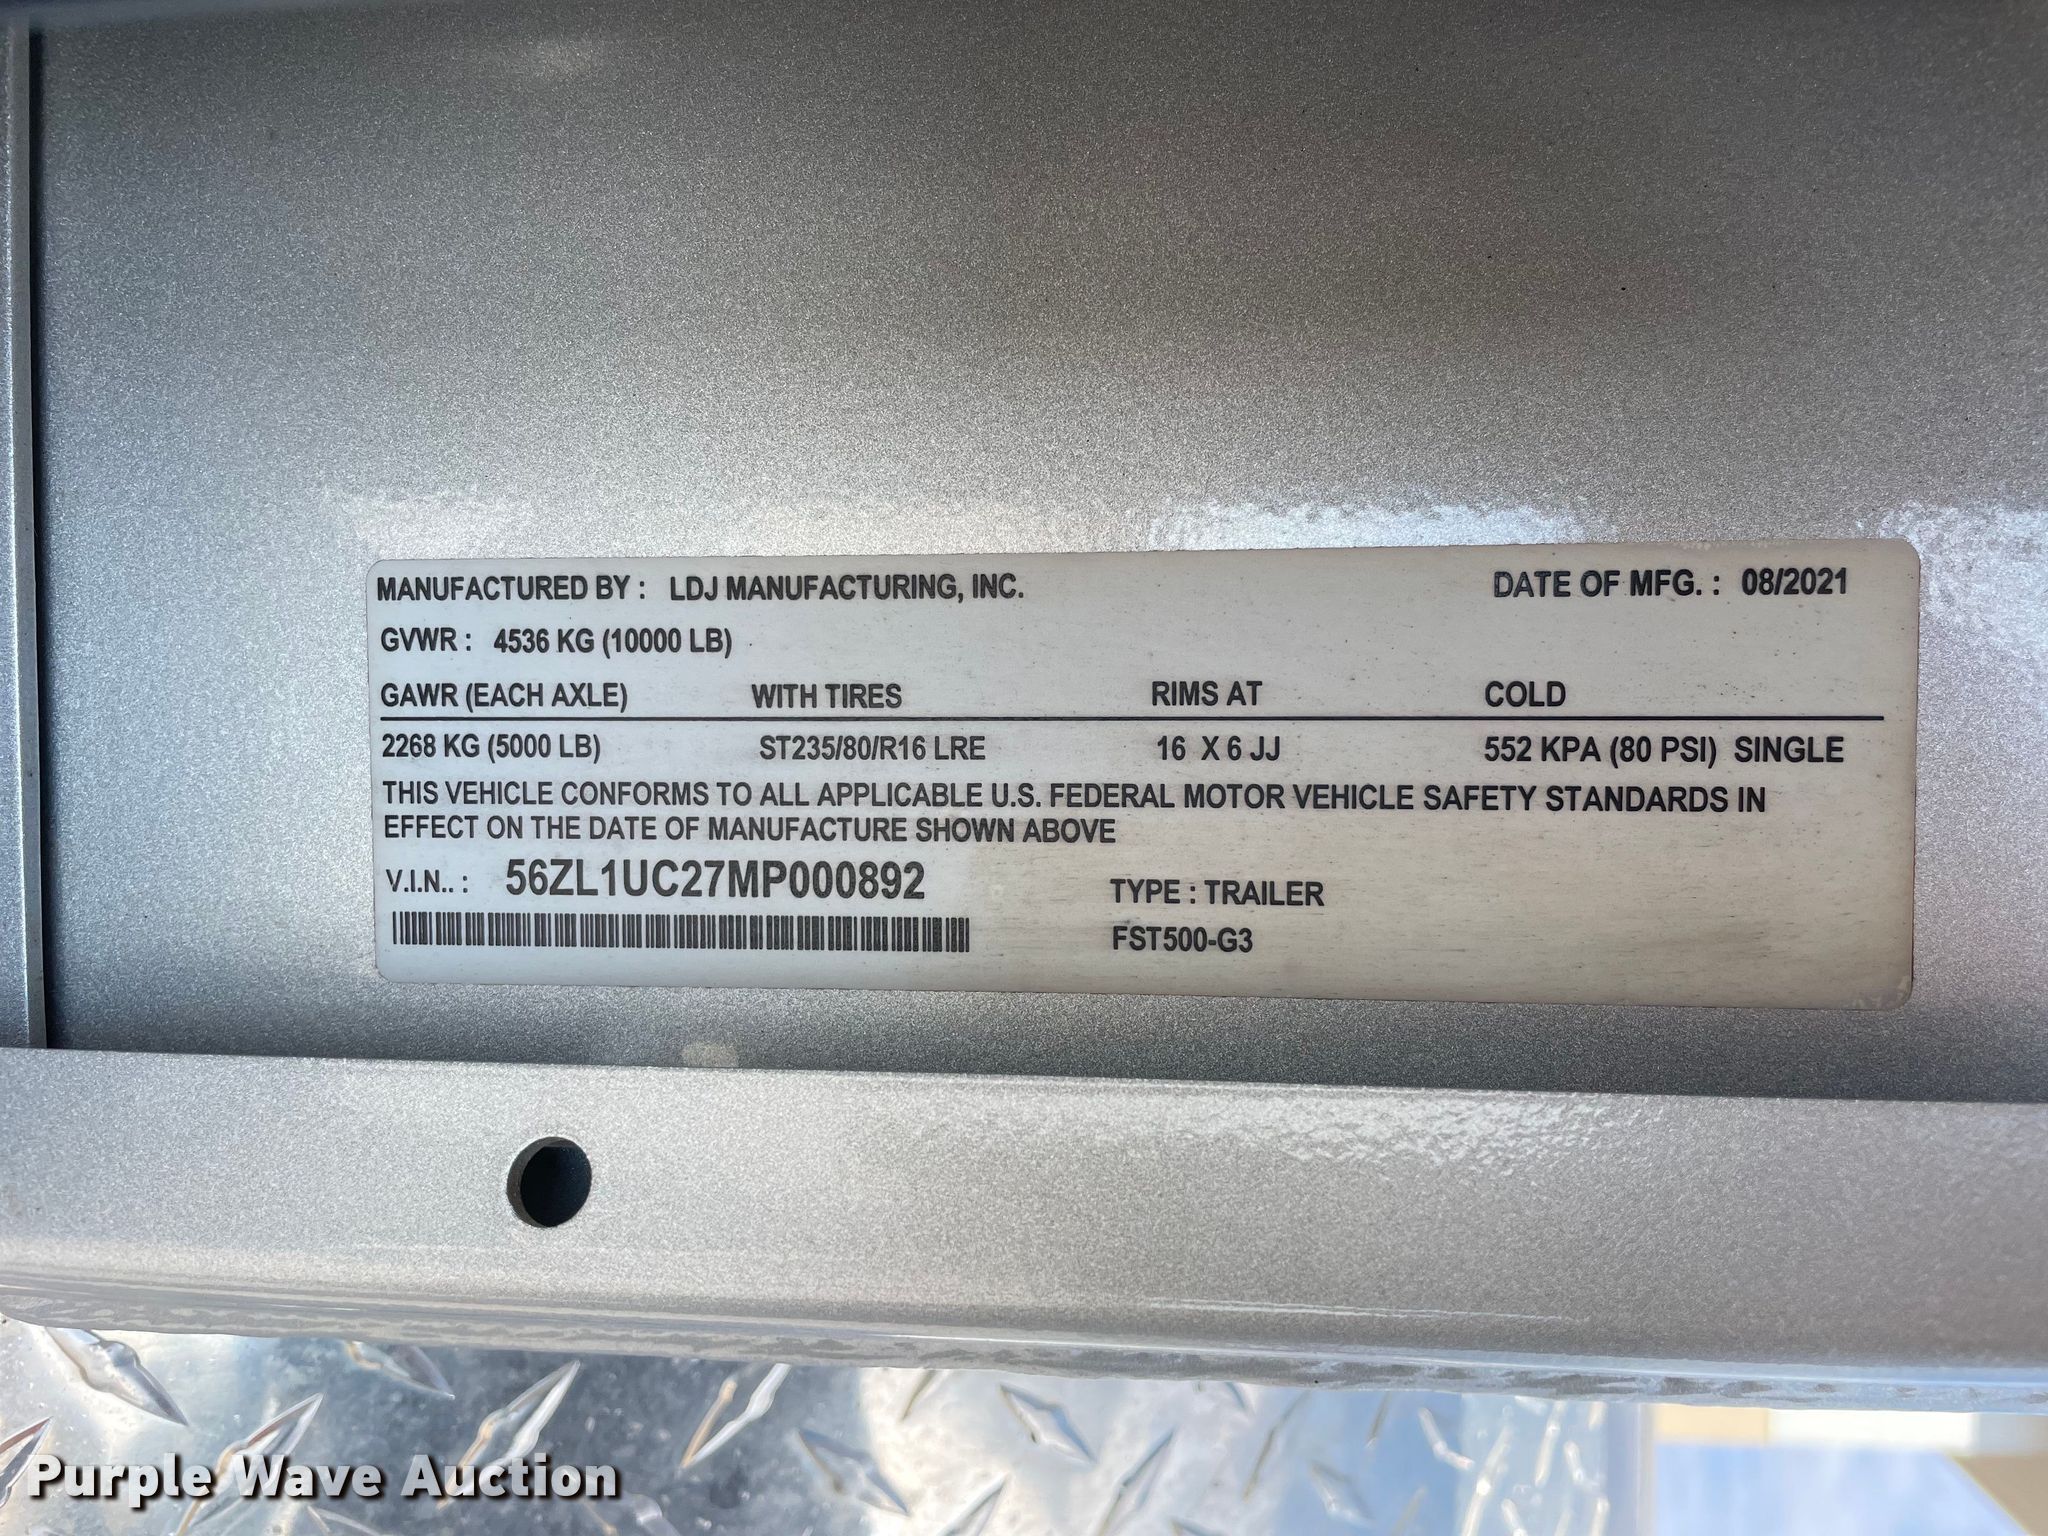 MANUFACTURED BY : LDJ MANUFACTURING, INC. DATE OF MFG. : 08/2021
GVWR : 4536 KG (10000 LB)
GAWR (EACH AXLE) WITH TIRES RIMS AT COLD
2268 KG (5000 LB) ST235/80/R16 LRE 16 X 6 JJ 552 KPA (80 PSI) SINGLE
THIS VEHICLE CONFORMS TO ALL APPLICABLE U.S. FEDERAL MOTOR VEHICLE SAFETY STANDARDS IN
EFFECT ON THE DATE OF MANUFACTURE SHOWN ABOVE
V.I.N.. : 56ZL1UC27MP000892 TYPE : TRAILER
FST500-G3
Purple Wave Auction